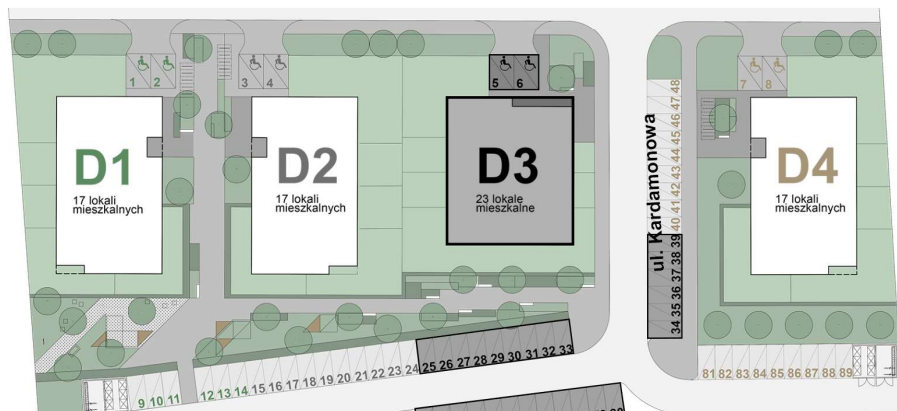 1 2
3 4
5 6
7 8
D1
17 lokali
mieszkalnych
D2
17 lokali
mieszkalnych
D3
23 lokale
mieszkalne
D4
17 lokali
mieszkalnych
ul. Kardamonowa
34 35 36 37 38 39 40 41 42 43 44 45 46 47 48
9 10 11 12 13 14 15 16 17 18 19 20 21 22 23 24 25 26 27 28 29 30 31 32 33
81 82 83 84 85 86 87 88 89